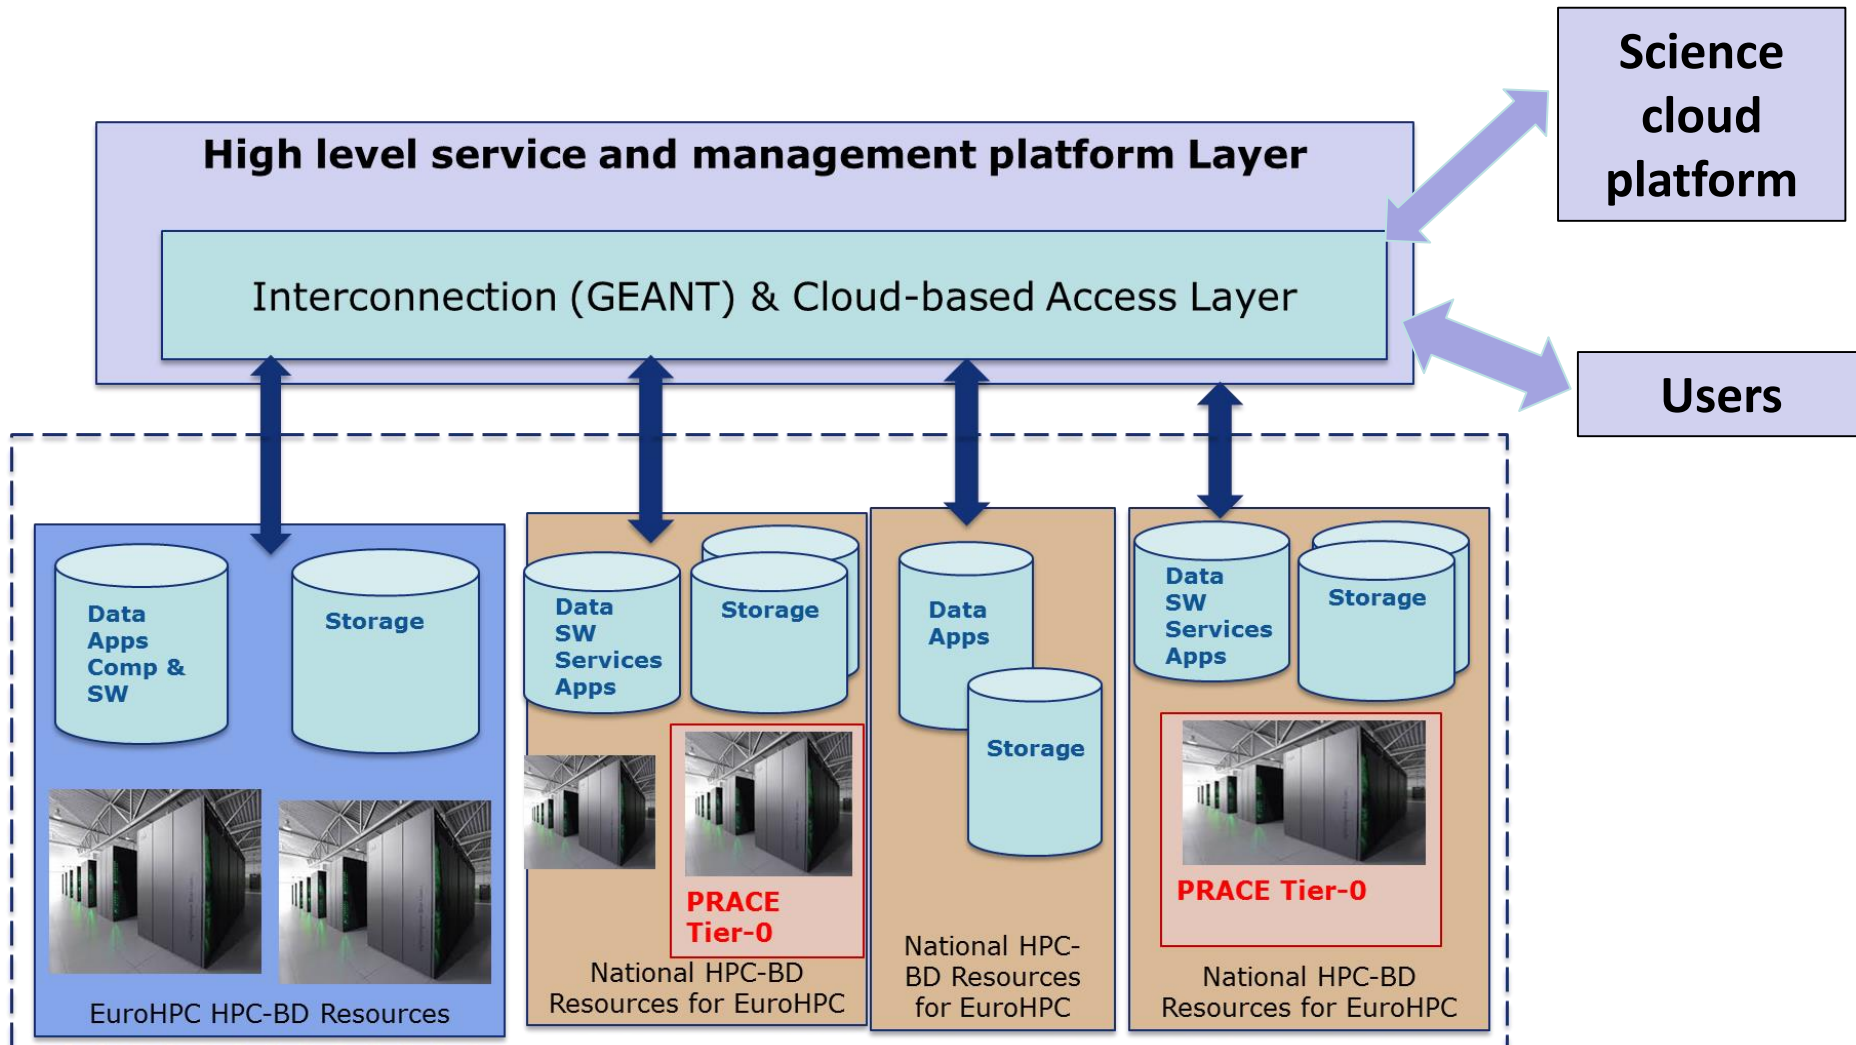 Science
cloud
platform
High level service and management platform Layer
Interconnection (GEANT) & Cloud-based Access Layer
Users
Data
Apps
Comp &
SW
Storage
Data
SW
Services
Apps
Storage
Data
Apps
Storage
Data
SW
Services
Apps
Storage
PRACE
Tier-0
PRACE Tier-0
EuroHPC HPC-BD Resources
National HPC-BD
Resources for EuroHPC
National HPC-
BD Resources
for EuroHPC
National HPC-BD
Resources for EuroHPC